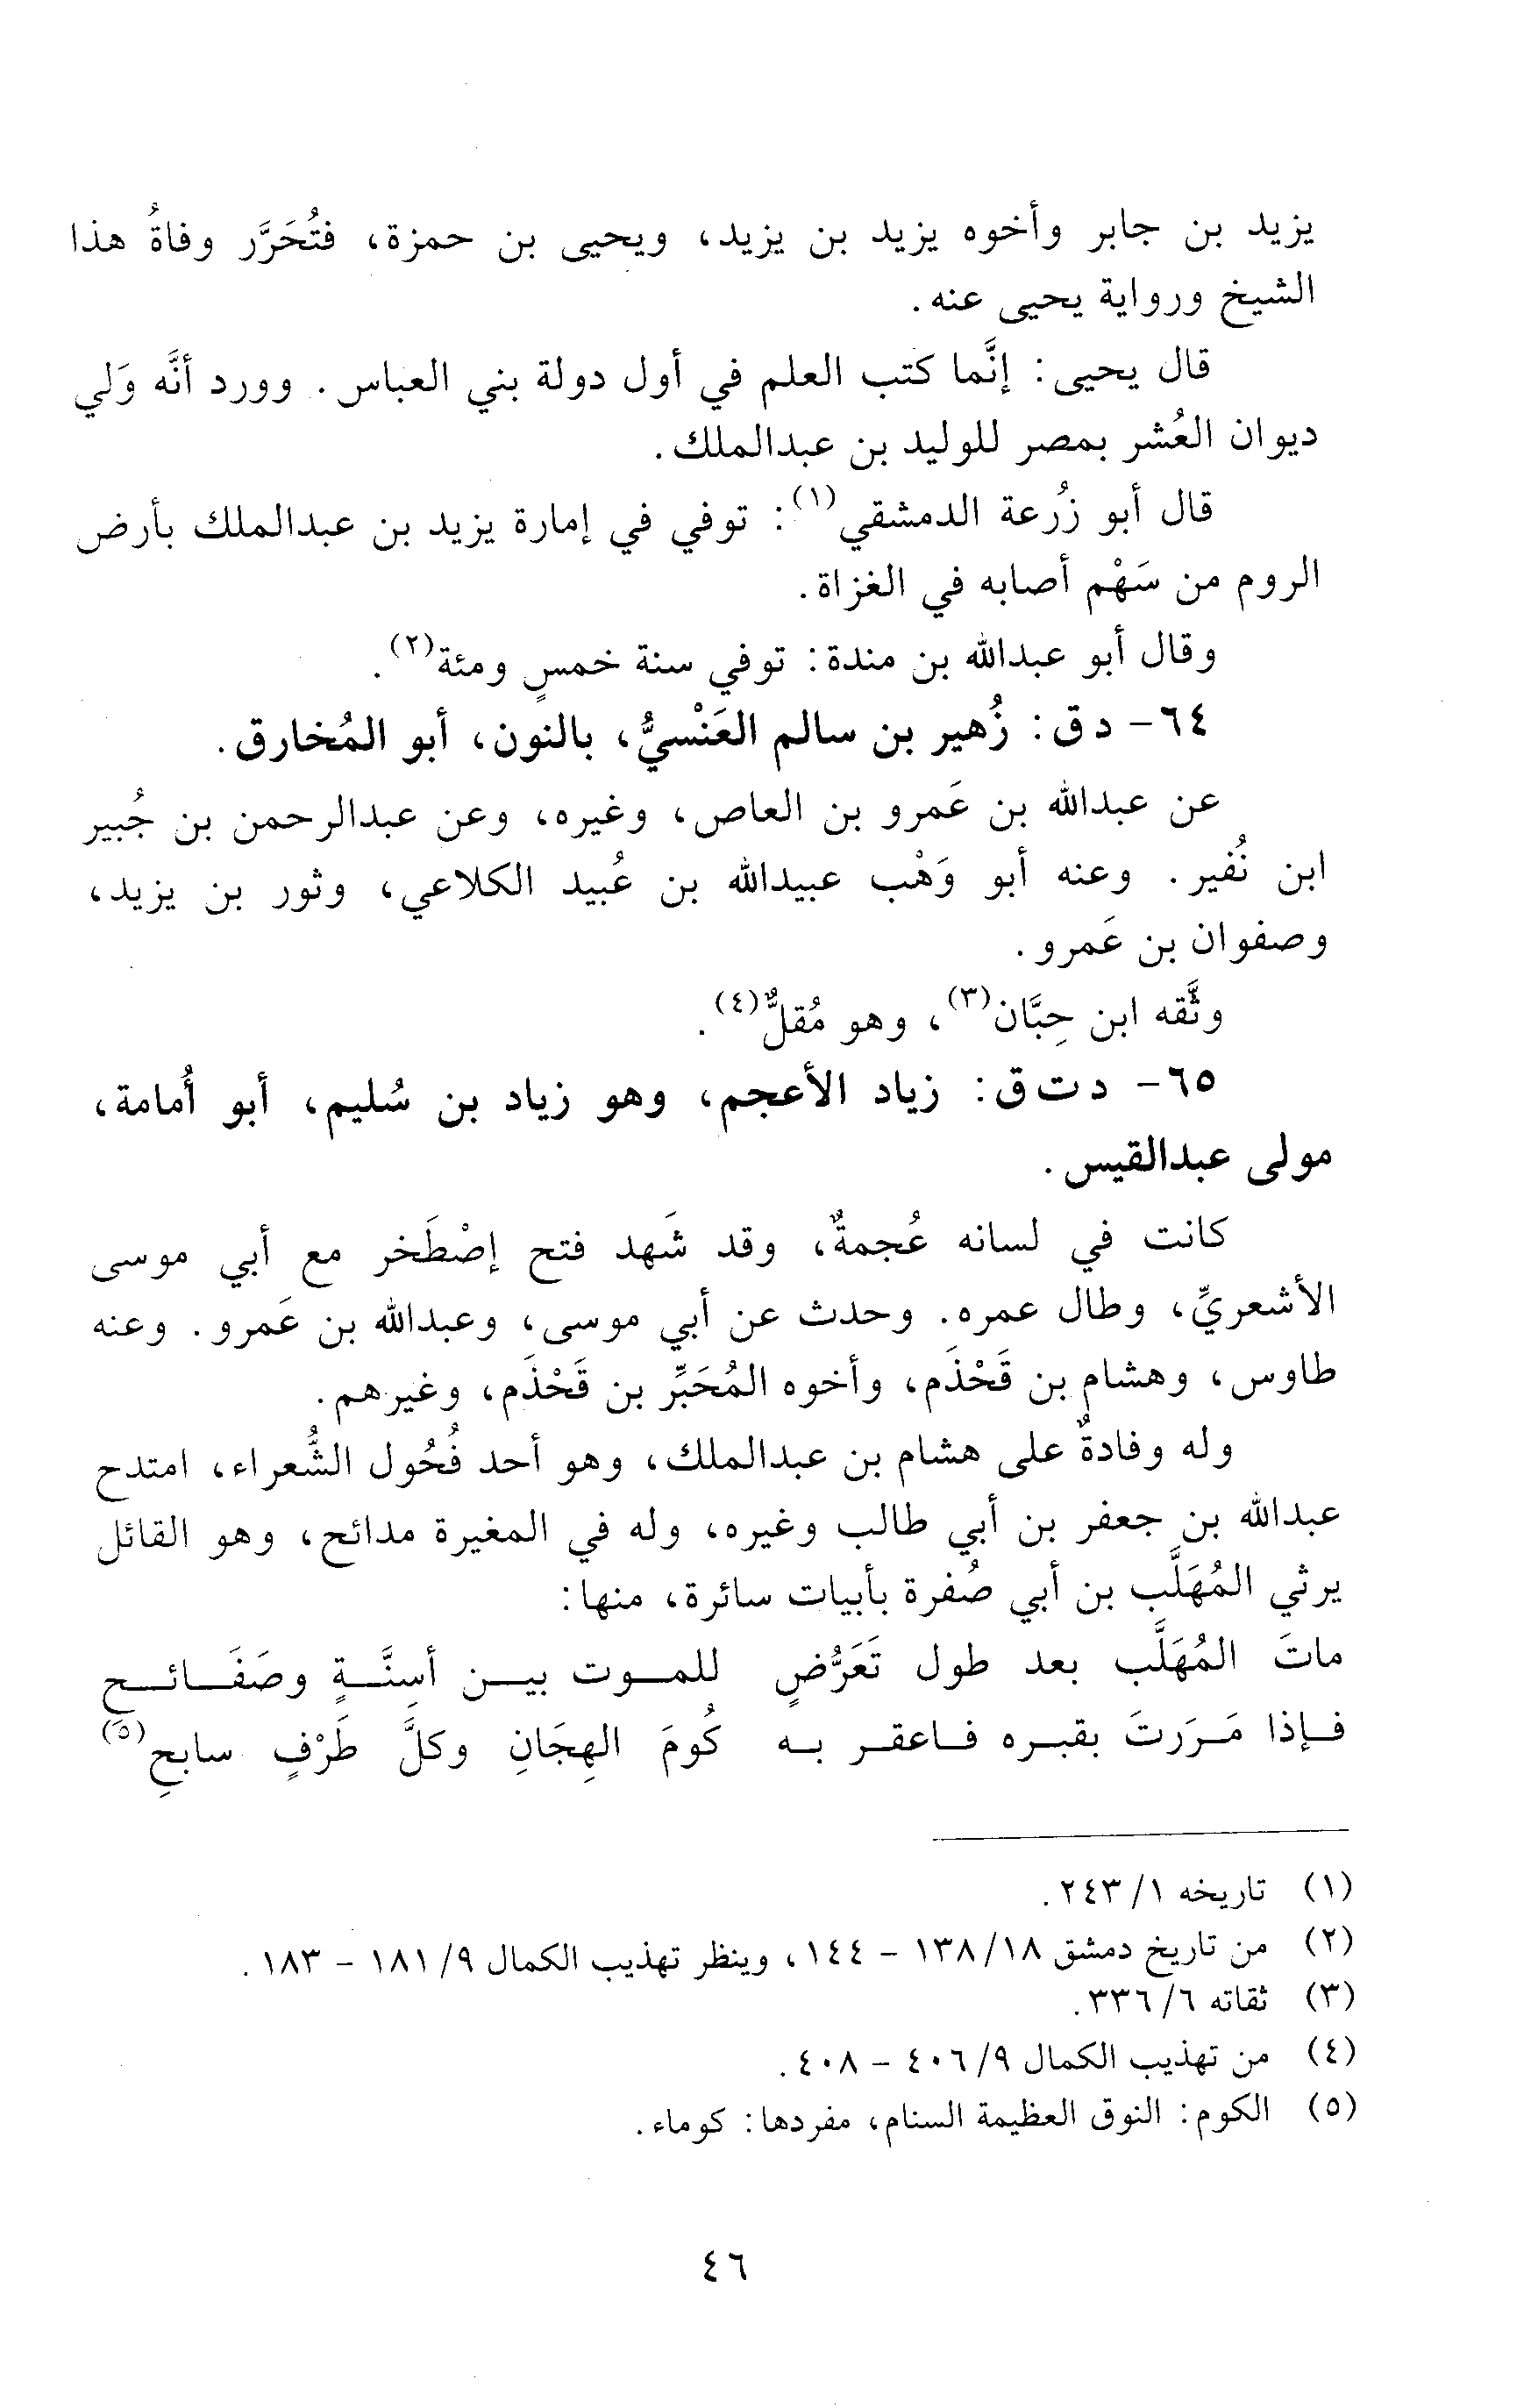 يزيد بن جابر وأخوه يزيد بن يزيد، ويحيى بن حمزة، فتُحَرَّر وفاةُ هذا
الشيخ ورواية يحيى عنه.
قال يحيى: إنَّما كتب العلم في أول دولة بني العباس. وورد أنَّه وَلي
ديوان العُشر بمصر للوليد بن عبدالملك.
قال أبو زُرعة الدمشقي(١): توفي في إمارة يزيد بن عبدالملك بأرض
الروم من سَهْم أصابه في الغزاة.
وقال أبو عبدالله بن مندة: توفي سنة خمسٍ ومئة(٢).
٦٤- د ق: زُهير بن سالم العَنْسيُّ، بالنون، أبو المُخارق.
عن عبدالله بن عَمرو بن العاص، وغيره، وعن عبدالرحمن بن جُبير
ابن نُفير. وعنه أبو وَهْب عبيدالله بن عُبيد الكلاعي، وثور بن يزيد،
وصفوان بن عَمرو.
وثَّقه ابن حِبَّان(٣)، وهو مُقلٌّ(٤).
٦٥- د ت ق: زياد الأعجم، وهو زياد بن سُليم، أبو أُمامة،
مولى عبدالقيس.
كانت في لسانه عُجمةٌ، وقد شَهد فتح إصْطَخر مع أبي موسى
الأشعريِّ، وطال عمره. وحدث عن أبي موسى، وعبدالله بن عَمرو. وعنه
طاوس، وهشام بن قَحْذَم، وأخوه المُحَبِّر بن قَحْذَم، وغيرهم.
وله وفادةٌ على هشام بن عبدالملك، وهو أحد فُحُول الشُّعراء، امتدح
عبدالله بن جعفر بن أبي طالب وغيره، وله في المغيرة مدائح، وهو القائل
يرثي المُهَلَّب بن أبي صُفرة بأبيات سائرة، منها:
ماتَ المُهَلَّب بعد طول تَعَرُّضٍ للمـوت بيـن أسِنَّـةٍ وصَفَـائـحِ
فـإذا مَـرَرتَ بقبـره فـاعقـر بـه كُومَ الهِجَانِ وكلَّ طَرْفٍ سابحِ(٥)
(١) تاريخه ١/ ٢٤٣.
(٢) من تاريخ دمشق ١٨/ ١٣٨ - ١٤٤، وينظر تهذيب الكمال ٩/ ١٨١ - ١٨٣.
(٣) ثقاته ٦/ ٣٣٦.
(٤) من تهذيب الكمال ٩/ ٤٠٦ - ٤٠٨.
(٥) الكوم: النوق العظيمة السنام، مفردها: كوماء.
٤٦